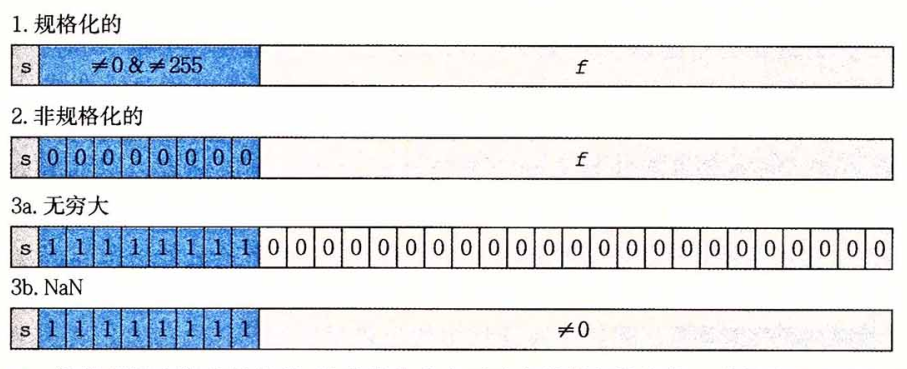 1. 规格化的
s ≠0 & ≠255 f
2. 非规格化的
s 0 0 0 0 0 0 0 0 f
3a. 无穷大
s 1 1 1 1 1 1 1 1 0 0 0 0 0 0 0 0 0 0 0 0 0 0 0 0 0 0 0 0 0 0 0
3b. NaN
s 1 1 1 1 1 1 1 1 ≠0